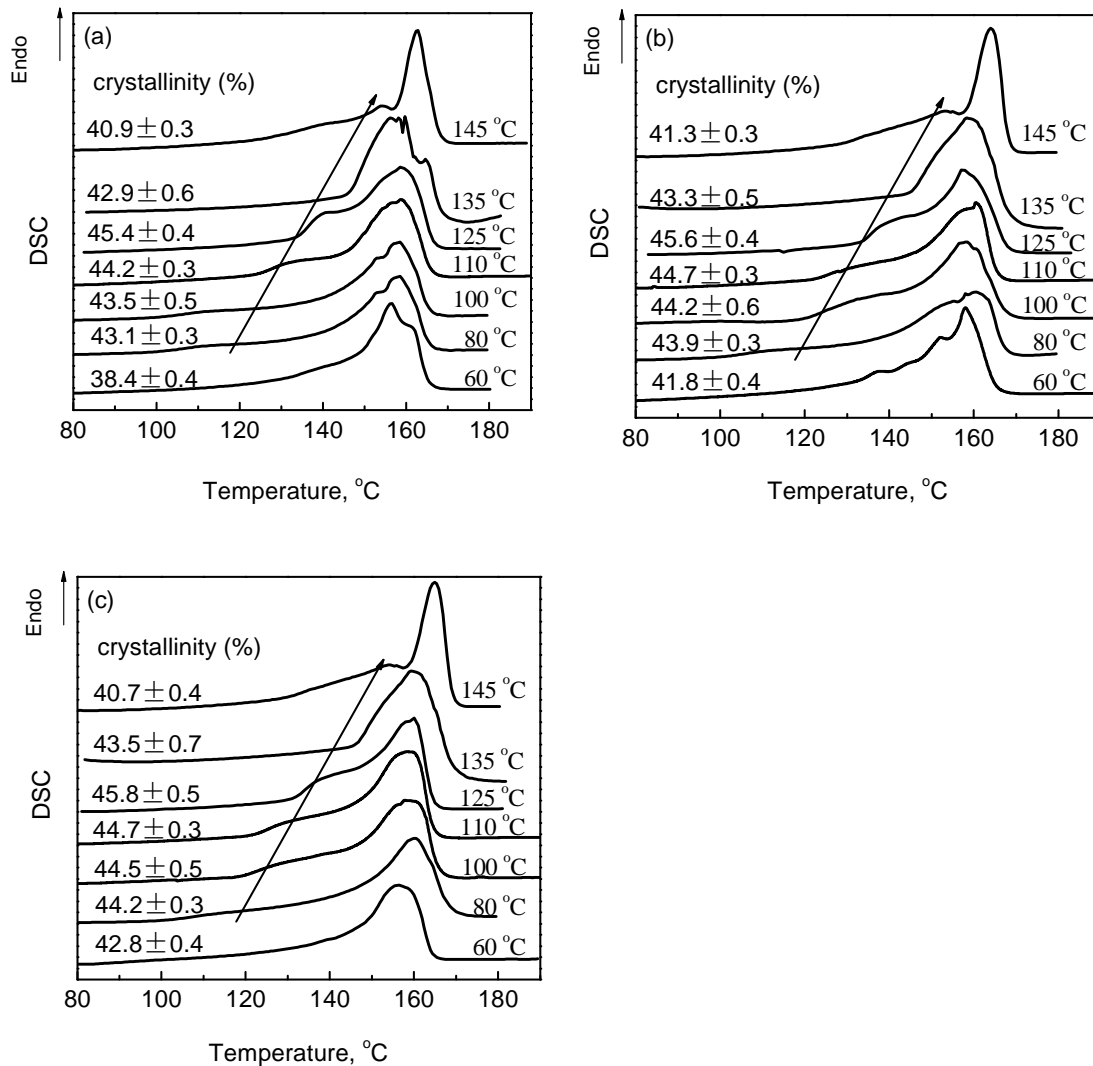 Endo
(a)
crystallinity (%)
40.9±0.3
145 °C
42.9±0.6
135 °C
45.4±0.4
125 °C
44.2±0.3
110 °C
43.5±0.5
100 °C
43.1±0.3
80 °C
38.4±0.4
60 °C
DSC
80 100 120 140 160 180
Temperature, °C
Endo
(b)
crystallinity (%)
41.3±0.3
145 °C
43.3±0.5
135 °C
45.6±0.4
125 °C
44.7±0.3
110 °C
44.2±0.6
100 °C
43.9±0.3
80 °C
41.8±0.4
60 °C
DSC
80 100 120 140 160 180
Temperature, °C
Endo
(c)
crystallinity (%)
40.7±0.4
145 °C
43.5±0.7
135 °C
45.8±0.5
125 °C
44.7±0.3
110 °C
44.5±0.5
100 °C
44.2±0.3
80 °C
42.8±0.4
60 °C
DSC
80 100 120 140 160 180
Temperature, °C